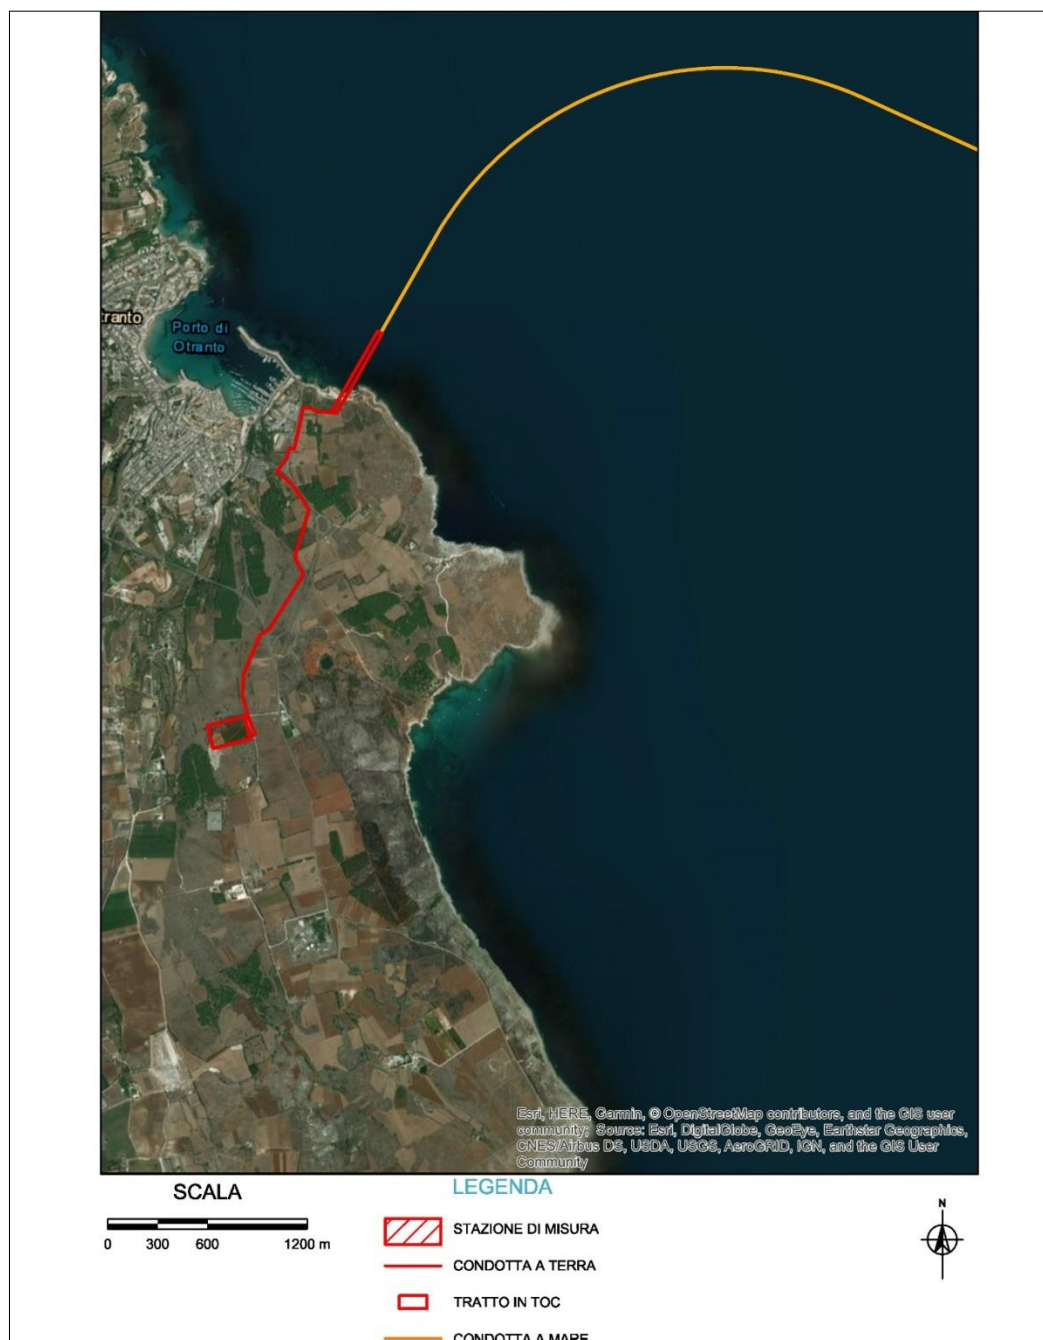 tranto
Porto di
Otranto
Esri, HERE, Garmin, © OpenStreetMap contributors, and the GIS user
community; Source: Esri, DigitalGlobe, GeoEye, Earthstar Geographics,
CNES/Airbus DS, USDA, USGS, AeroGRID, IGN, and the GIS User
Community
SCALA
0 300 600 1200 m
LEGENDA
STAZIONE DI MISURA
CONDOTTA A TERRA
TRATTO IN TOC
CONDOTTA A MARE
N